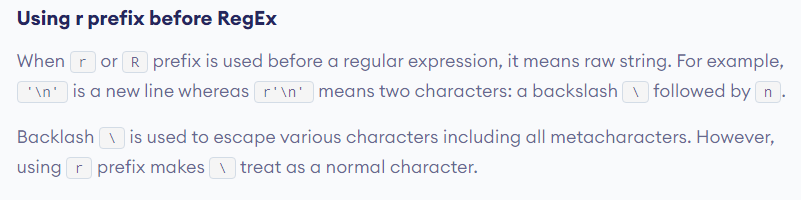 Using r prefix before RegEx
When r or R prefix is used before a regular expression, it means raw string. For example,
'\n' is a new line whereas r'\n' means two characters: a backslash \ followed by n.
Backlash \ is used to escape various characters including all metacharacters. However,
using r prefix makes \ treat as a normal character.